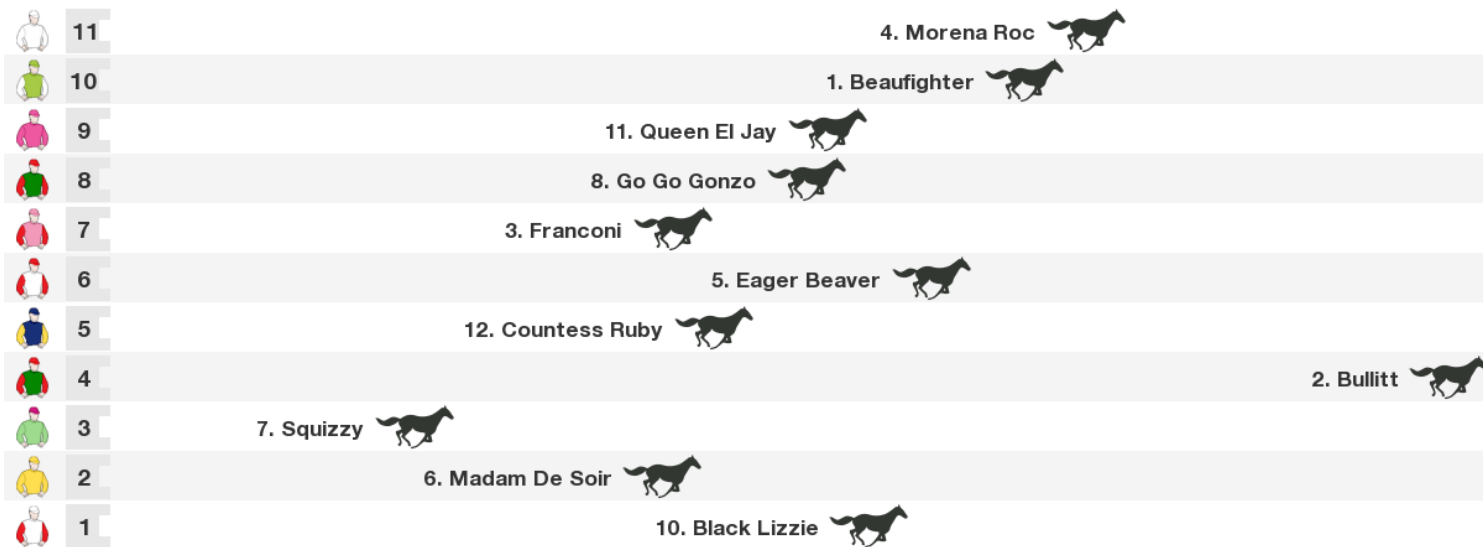 11 4. Morena Roc
10 1. Beaufighter
9 11. Queen El Jay
8 8. Go Go Gonzo
7 3. Franconi
6 5. Eager Beaver
5 12. Countess Ruby
4 2. Bullitt
3 7. Squizzy
2 6. Madam De Soir
1 10. Black Lizzie